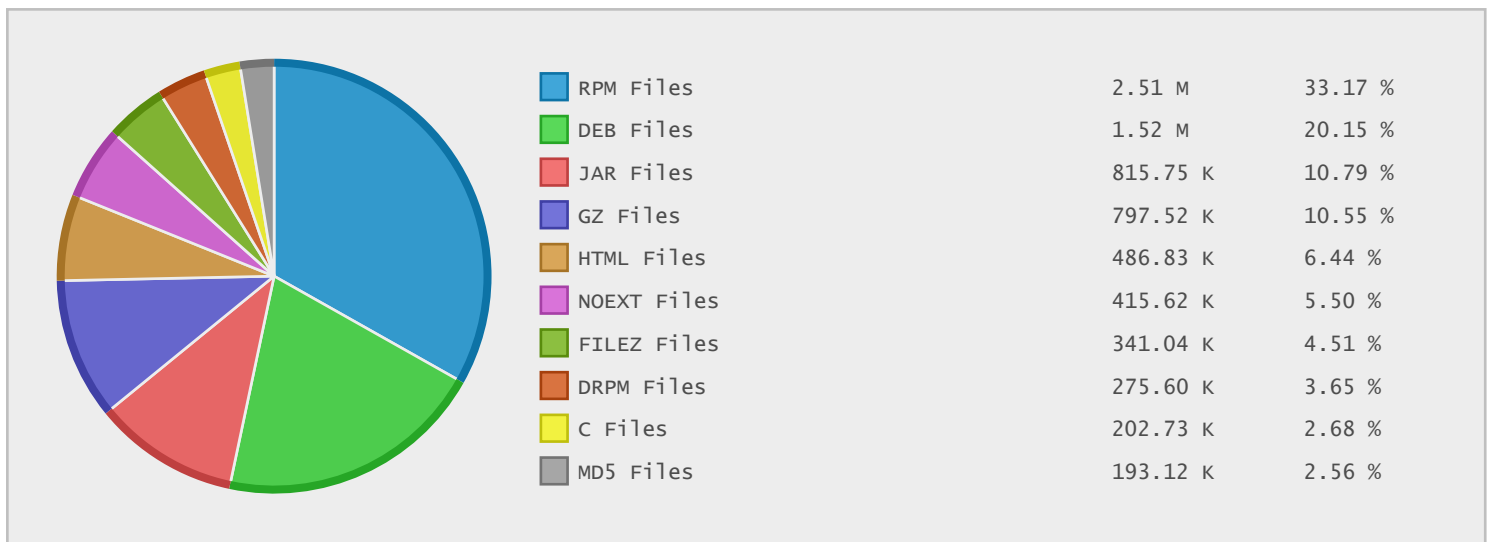 RPM Files 2.51 M 33.17 %
DEB Files 1.52 M 20.15 %
JAR Files 815.75 K 10.79 %
GZ Files 797.52 K 10.55 %
HTML Files 486.83 K 6.44 %
NOEXT Files 415.62 K 5.50 %
FILEZ Files 341.04 K 4.51 %
DRPM Files 275.60 K 3.65 %
C Files 202.73 K 2.68 %
MD5 Files 193.12 K 2.56 %